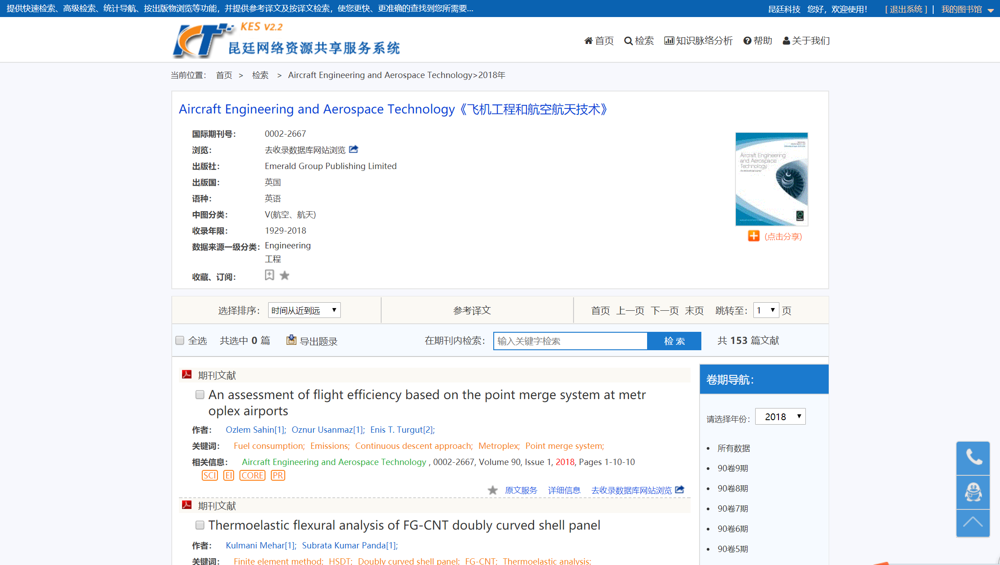 提供快速检索、高级检索、统计导航、按出版物浏览等功能，并提供参考译文及按译文检索，使您更快、更准确的查找到您所需要...
昆廷科技 您好，欢迎使用！ [ 退出系统 ] | 我的图书馆
KES V2.2
昆廷网络资源共享服务系统
首页 检索 知识脉络分析 帮助 关于我们
当前位置： 首页 > 检索 > Aircraft Engineering and Aerospace Technology>2018年
Aircraft Engineering and Aerospace Technology《飞机工程和航空航天技术》
国际期刊号： 0002-2667
浏览： 去收录数据库网站浏览
出版社： Emerald Group Publishing Limited
出版国： 英国
语种： 英语
中图分类： V(航空、航天)
收录年限： 1929-2018
数据来源一级分类： Engineering
工程
收藏、订阅：
Aircraft Engineering
and Aerospace
Technology
(点击分享)
选择排序： 时间从近到远
参考译文
首页 上一页 下一页 末页 跳转至： 1 页
全选 共选中 0 篇 导出题录
在期刊内检索： 输入关键字检索 检 索
共 153 篇文献
期刊文献
An assessment of flight efficiency based on the point merge system at metr
oplex airports
作者： Ozlem Sahin[1]; Oznur Usanmaz[1]; Enis T. Turgut[2];
关键词： Fuel consumption; Emissions; Continuous descent approach; Metroplex; Point merge system;
相关信息： Aircraft Engineering and Aerospace Technology , 0002-2667, Volume 90, Issue 1, 2018, Pages 1-10-10
SCI EI CORE PR
原文服务 详细信息 去收录数据库网站浏览
期刊文献
Thermoelastic flexural analysis of FG-CNT doubly curved shell panel
作者： Kulmani Mehar[1]; Subrata Kumar Panda[1];
关键词： Finite element method; HSDT; Doubly curved shell panel; FG-CNT; Thermoelastic analysis;
卷期导航：
请选择年份： 2018
所有数据
90卷9期
90卷8期
90卷7期
90卷6期
90卷5期